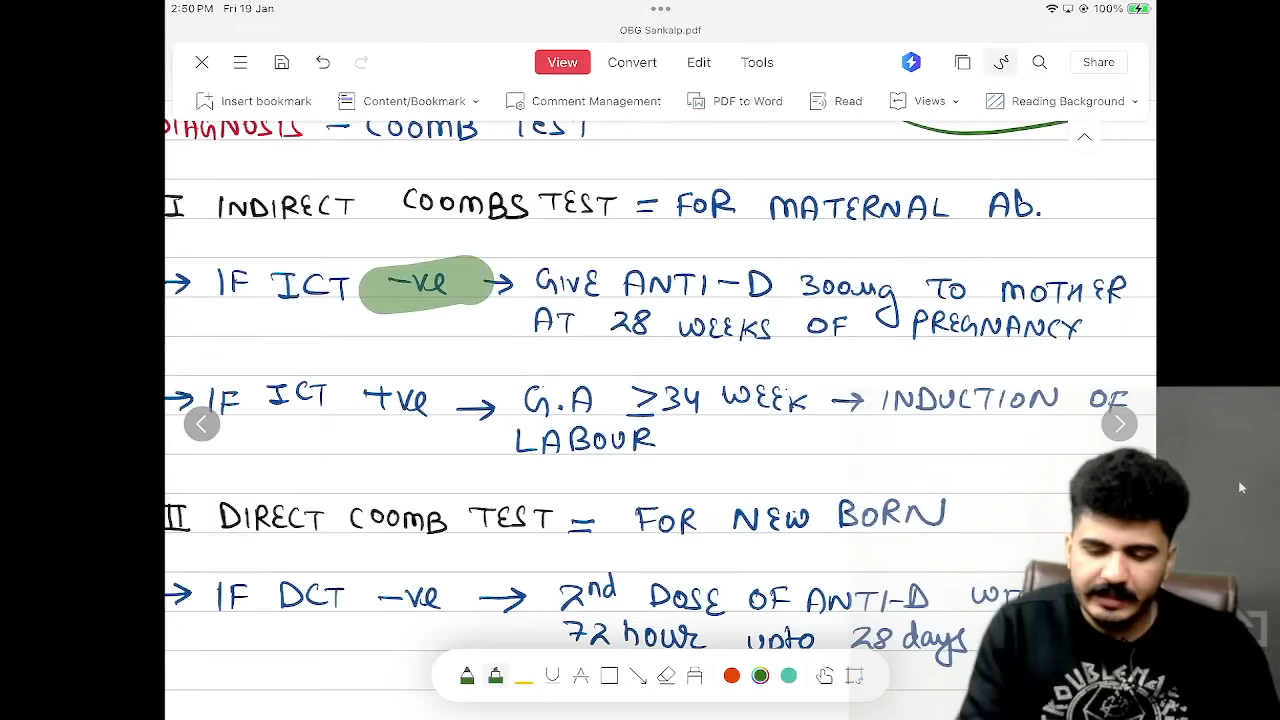 2:50 PM Fri 19 Jan
100%
OBG Sankalp.pdf
View Convert Edit Tools Share
Insert bookmark Content/Bookmark Comment Management PDF to Word Read Views Reading Background
DIAGNOSIS - COOMB TEST
I INDIRECT COOMBS TEST = FOR MATERNAL Ab.
→ IF ICT -ve → GIVE ANTI-D 300ug TO MOTHER
AT 28 WEEKS OF PREGNANCY
→ IF ICT +ve → G.A ≥34 WEEK → INDUCTION OF
LABOUR
II DIRECT COOMB TEST = FOR NEW BORN
→ IF DCT -ve → 2nd DOSE OF ANTI-D
72 hour upto 28 days